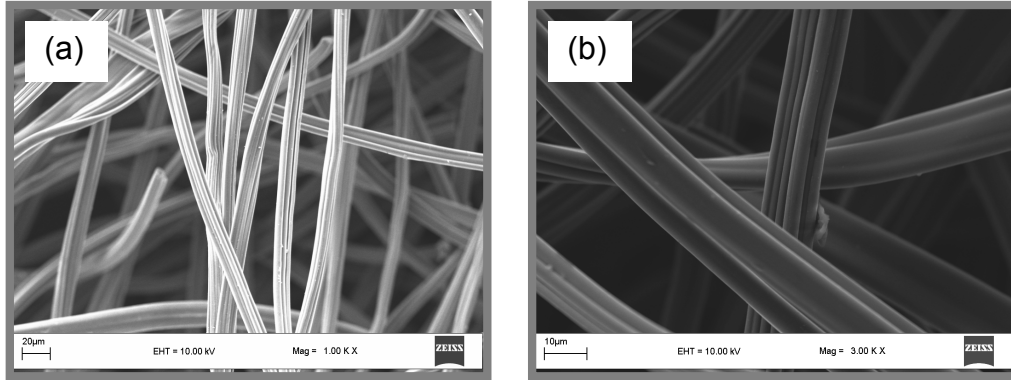 (a)
20µm
EHT = 10.00 kV
Mag = 1.00 K X
ZEISS
(b)
10µm
EHT = 10.00 kV
Mag = 3.00 K X
ZEISS